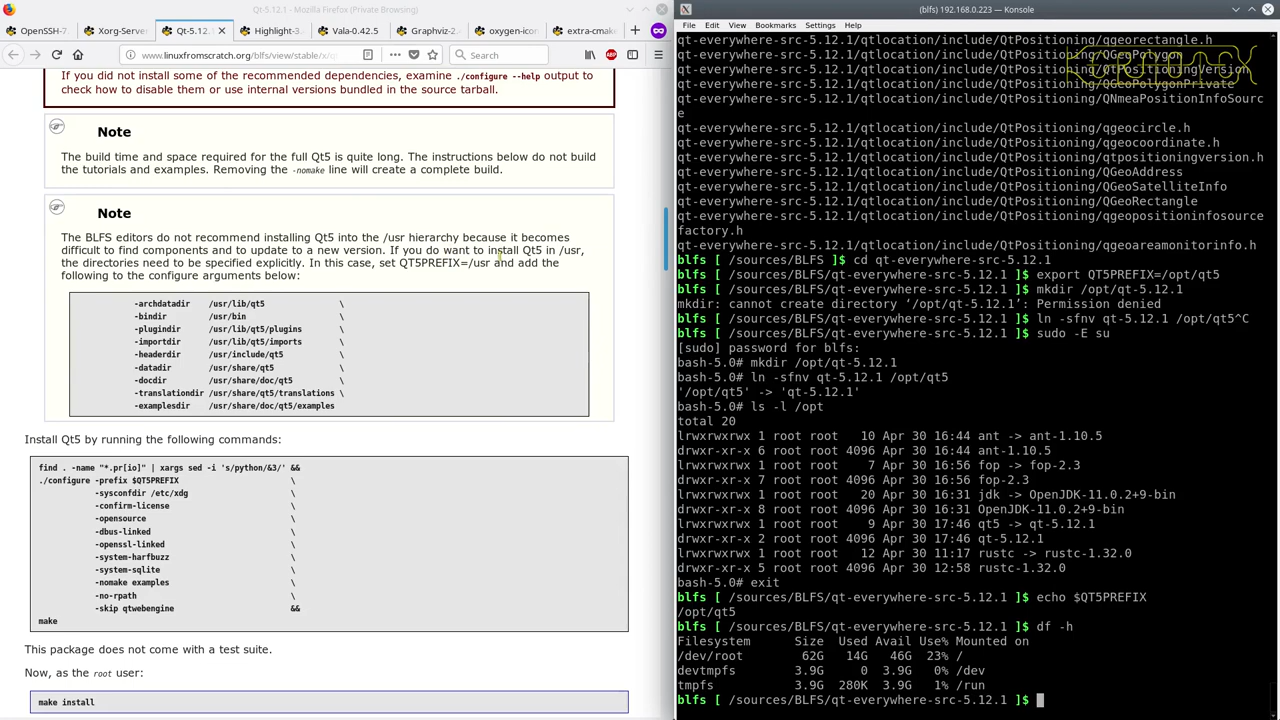 Qt-5.12.1 - Mozilla Firefox (Private Browsing)
OpenSSH-7
Xorg-Server
Qt-5.12.1
Highlight-3.
Vala-0.42.5
Graphviz-2.
oxygen-icon
extra-cmake
www.linuxfromscratch.org/blfs/view/stable/x/
Search
If you did not install some of the recommended dependencies, examine ./configure --help output to
check how to disable them or use internal versions bundled in the source tarball.
Note
The build time and space required for the full Qt5 is quite long. The instructions below do not build
the tutorials and examples. Removing the -nomake line will create a complete build.
Note
The BLFS editors do not recommend installing Qt5 into the /usr hierarchy because it becomes
difficult to find components and to update to a new version. If you do want to install Qt5 in /usr,
the directories need to be specified explicitly. In this case, set QT5PREFIX=/usr and add the
following to the configure arguments below:
-archdatadir /usr/lib/qt5 \
-bindir /usr/bin \
-plugindir /usr/lib/qt5/plugins \
-importdir /usr/lib/qt5/imports \
-headerdir /usr/include/qt5 \
-datadir /usr/share/qt5 \
-docdir /usr/share/doc/qt5 \
-translationdir /usr/share/qt5/translations \
-examplesdir /usr/share/doc/qt5/examples
Install Qt5 by running the following commands:
find . -name "*.pr[io]" | xargs sed -i 's/python/&3/' &&
./configure -prefix $QT5PREFIX \
-sysconfdir /etc/xdg \
-confirm-license \
-opensource \
-dbus-linked \
-openssl-linked \
-system-harfbuzz \
-system-sqlite \
-nomake examples \
-no-rpath \
-skip qtwebengine &&
make
This package does not come with a test suite.
Now, as the root user:
make install
(blfs) 192.168.0.223 — Konsole
File Edit View Bookmarks Settings Help
qt-everywhere-src-5.12.1/qtlocation/include/QtPositioning/qgeorectangle.h
qt-everywhere-src-5.12.1/qtlocation/include/QtPositioning/QGeoPolygon
qt-everywhere-src-5.12.1/qtlocation/include/QtPositioning/QtPositioningVersion
qt-everywhere-src-5.12.1/qtlocation/include/QtPositioning/QGeoPolygonPrivate
qt-everywhere-src-5.12.1/qtlocation/include/QtPositioning/QNmeaPositionInfoSourc
e
qt-everywhere-src-5.12.1/qtlocation/include/QtPositioning/qgeocircle.h
qt-everywhere-src-5.12.1/qtlocation/include/QtPositioning/qgeocoordinate.h
qt-everywhere-src-5.12.1/qtlocation/include/QtPositioning/qtpositioningversion.h
qt-everywhere-src-5.12.1/qtlocation/include/QtPositioning/QGeoAddress
qt-everywhere-src-5.12.1/qtlocation/include/QtPositioning/QGeoSatelliteInfo
qt-everywhere-src-5.12.1/qtlocation/include/QtPositioning/QGeoRectangle
qt-everywhere-src-5.12.1/qtlocation/include/QtPositioning/qgeopositioninfosource
factory.h
qt-everywhere-src-5.12.1/qtlocation/include/QtPositioning/qgeoareamonitorinfo.h
blfs [ /sources/BLFS ]$ cd qt-everywhere-src-5.12.1
blfs [ /sources/BLFS/qt-everywhere-src-5.12.1 ]$ export QT5PREFIX=/opt/qt5
blfs [ /sources/BLFS/qt-everywhere-src-5.12.1 ]$ mkdir /opt/qt-5.12.1
mkdir: cannot create directory ‘/opt/qt-5.12.1’: Permission denied
blfs [ /sources/BLFS/qt-everywhere-src-5.12.1 ]$ ln -sfnv qt-5.12.1 /opt/qt5^C
blfs [ /sources/BLFS/qt-everywhere-src-5.12.1 ]$ sudo -E su
[sudo] password for blfs:
bash-5.0# mkdir /opt/qt-5.12.1
bash-5.0# ln -sfnv qt-5.12.1 /opt/qt5
'/opt/qt5' -> 'qt-5.12.1'
bash-5.0# ls -l /opt
total 20
lrwxrwxrwx 1 root root 10 Apr 30 16:44 ant -> ant-1.10.5
drwxr-xr-x 6 root root 4096 Apr 30 16:44 ant-1.10.5
lrwxrwxrwx 1 root root 7 Apr 30 16:56 fop -> fop-2.3
drwxr-xr-x 7 root root 4096 Apr 30 16:56 fop-2.3
lrwxrwxrwx 1 root root 20 Apr 30 16:31 jdk -> OpenJDK-11.0.2+9-bin
drwxr-xr-x 8 root root 4096 Apr 30 16:31 OpenJDK-11.0.2+9-bin
lrwxrwxrwx 1 root root 9 Apr 30 17:46 qt5 -> qt-5.12.1
drwxr-xr-x 2 root root 4096 Apr 30 17:46 qt-5.12.1
lrwxrwxrwx 1 root root 12 Apr 30 11:17 rustc -> rustc-1.32.0
drwxr-xr-x 5 root root 4096 Apr 30 12:58 rustc-1.32.0
bash-5.0# exit
blfs [ /sources/BLFS/qt-everywhere-src-5.12.1 ]$ echo $QT5PREFIX
/opt/qt5
blfs [ /sources/BLFS/qt-everywhere-src-5.12.1 ]$ df -h
Filesystem Size Used Avail Use% Mounted on
/dev/root 62G 14G 46G 23% /
devtmpfs 3.9G 0 3.9G 0% /dev
tmpfs 3.9G 280K 3.9G 1% /run
blfs [ /sources/BLFS/qt-everywhere-src-5.12.1 ]$